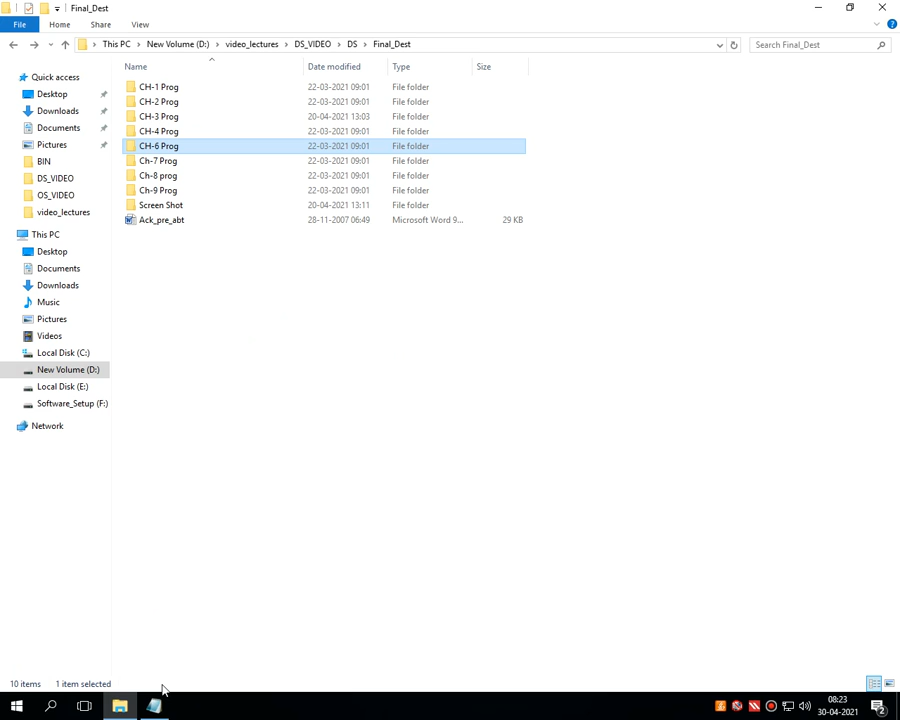 Final_Dest
File Home Share View
This PC New Volume (D:) video_lectures DS_VIDEO DS Final_Dest Search Final_Dest
Name Date modified Type Size
Quick access
Desktop
Downloads
Documents
Pictures
BIN
DS_VIDEO
OS_VIDEO
video_lectures
This PC
Desktop
Documents
Downloads
Music
Pictures
Videos
Local Disk (C:)
New Volume (D:)
Local Disk (E:)
Software_Setup (F:)
Network
CH-1 Prog 22-03-2021 09:01 File folder
CH-2 Prog 22-03-2021 09:01 File folder
CH-3 Prog 20-04-2021 13:03 File folder
CH-4 Prog 22-03-2021 09:01 File folder
CH-6 Prog 22-03-2021 09:01 File folder
Ch-7 Prog 22-03-2021 09:01 File folder
Ch-8 prog 22-03-2021 09:01 File folder
Ch-9 Prog 22-03-2021 09:01 File folder
Screen Shot 20-04-2021 13:11 File folder
Ack_pre_abt 28-11-2007 06:49 Microsoft Word 9... 29 KB
10 items 1 item selected
08:23
30-04-2021
2